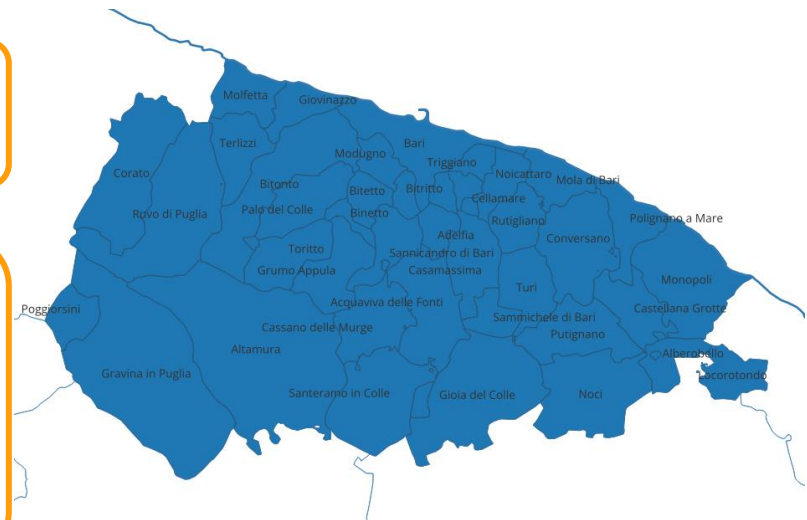 Molfetta
Giovinazzo
Terlizzi
Bari
Modugno
Triggiano
Corato
Noicattaro
Mola di Bari
Bitonto
Bitetto
Bitritto
Cellamare
Ruvo di Puglia
Palo del Colle
Binetto
Rutigliano
Polignano a Mare
Adelfia
Conversano
Toritto
Sannicandro di Bari
Grumo Appula
Casamassima
Monopoli
Turi
Poggiorsini
Acquaviva delle Fonti
Castellana Grotte
Sammichele di Bari
Cassano delle Murge
Putignano
Altamura
Alberobello
Gravina in Puglia
Locorotondo
Santeramo in Colle
Gioia del Colle
Noci